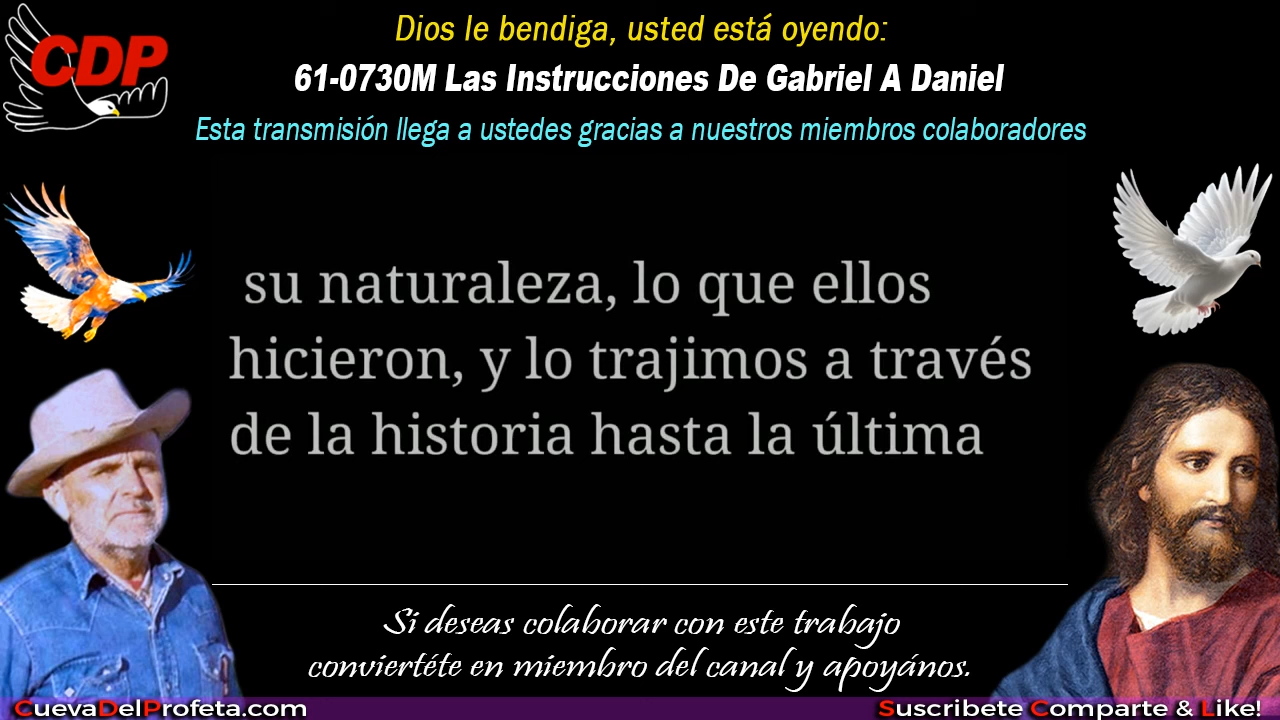 CDP
Dios le bendiga, usted está oyendo:
61-0730M Las Instrucciones De Gabriel A Daniel
Esta transmisión llega a ustedes gracias a nuestros miembros colaboradores
su naturaleza, lo que ellos
hicieron, y lo trajimos a través
de la historia hasta la última
Si deseas colaborar con este trabajo
conviertéte en miembro del canal y apoyános.
CuevaDelProfeta.com
Suscribete Comparte & Like!